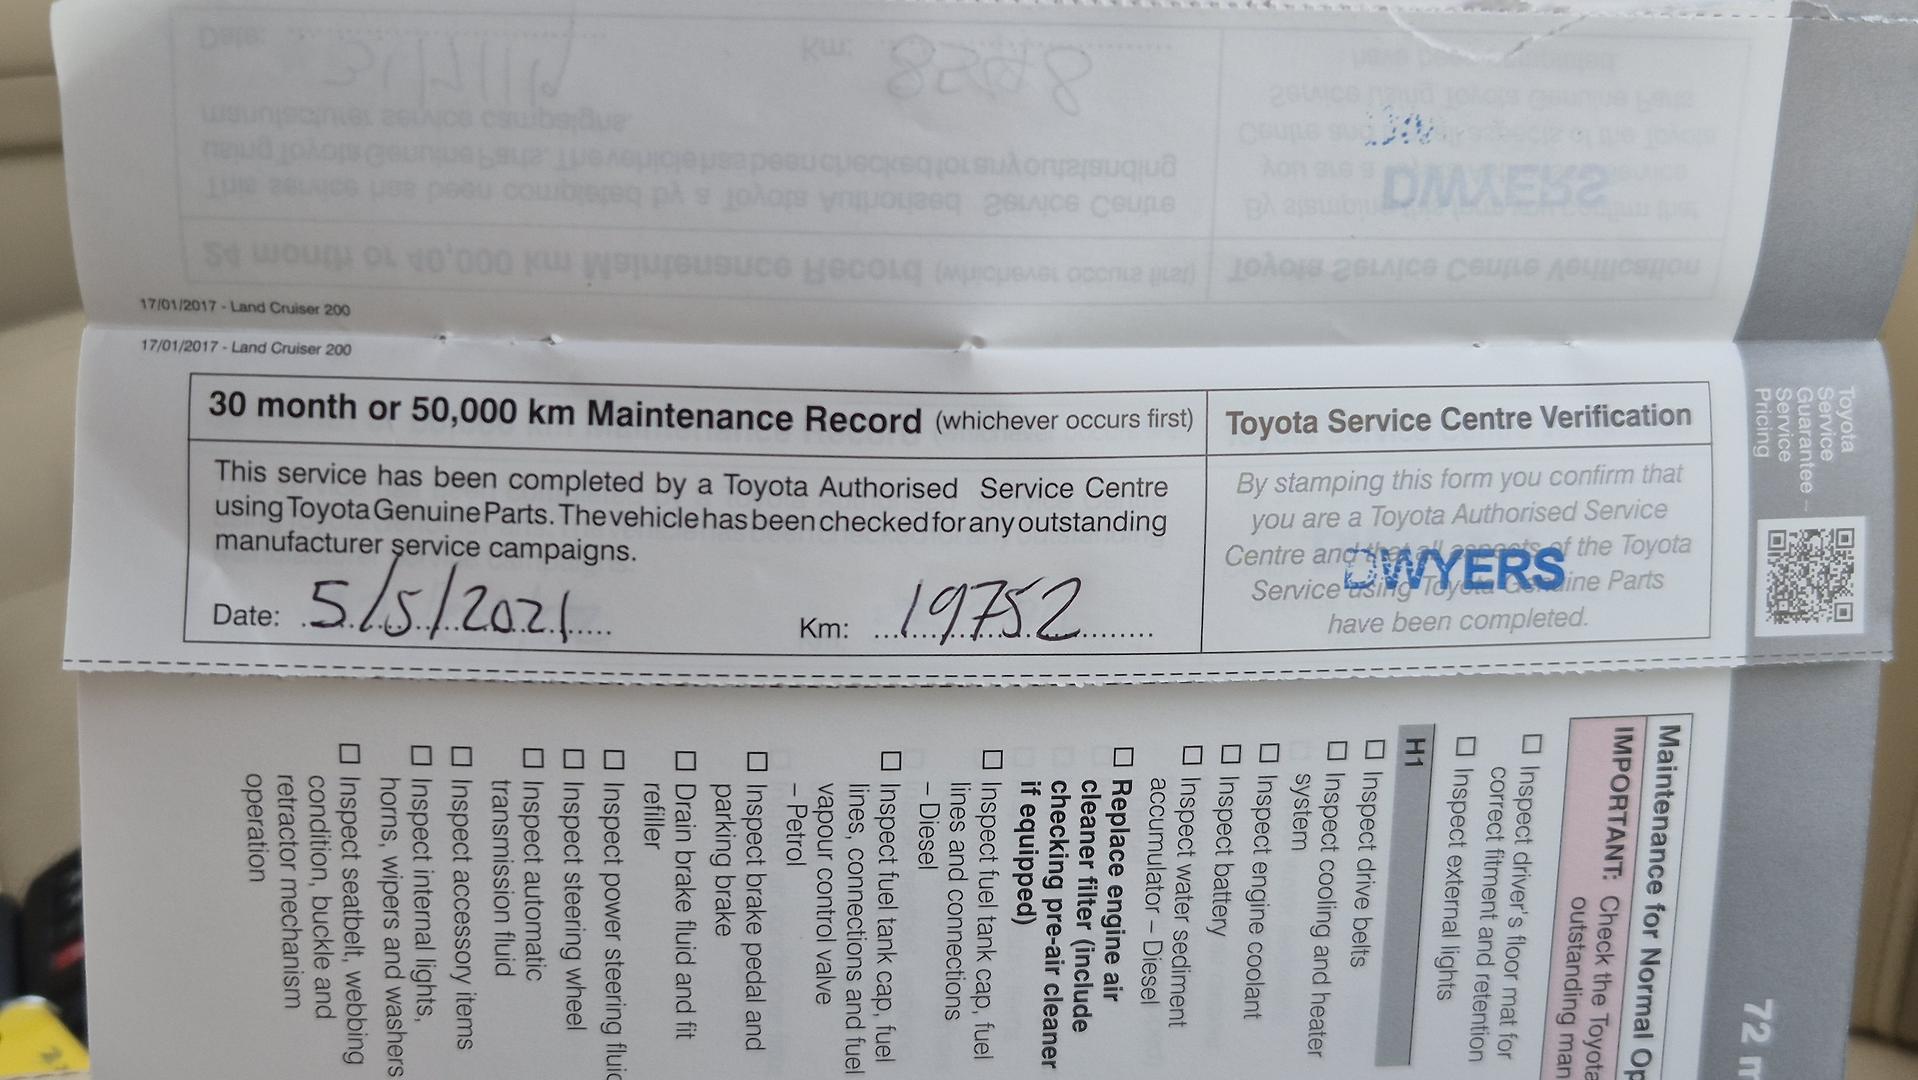 17/01/2017 - Land Cruiser 200
17/01/2017 - Land Cruiser 200
30 month or 50,000 km Maintenance Record (whichever occurs first)
This service has been completed by a Toyota Authorised Service Centre
using Toyota Genuine Parts. The vehicle has been checked for any outstanding
manufacturer service campaigns.
Date: 5/5/2021
Km: 19752
Toyota Service Centre Verification
By stamping this form you confirm that
you are a Toyota Authorised Service
Centre and that all aspects of the Toyota
Service using Toyota Genuine Parts
have been completed.
DWYERS
Toyota
Service
Guarantee –
Service
Pricing
72 m
Maintenance for Normal Op
IMPORTANT: Check the Toyota
outstanding man
☐ Inspect driver's floor mat for
correct fitment and retention
☐ Inspect external lights
H1
☐ Inspect drive belts
☐ Inspect cooling and heater
system
☐ Inspect engine coolant
☐ Inspect battery
☐ Inspect water sediment
accumulator – Diesel
☐ Replace engine air
cleaner filter (include
checking pre-air cleaner
if equipped)
☐ Inspect fuel tank cap, fuel
lines and connections
– Diesel
☐ Inspect fuel tank cap, fuel
lines, connections and fuel
vapour control valve
– Petrol
☐ Inspect brake pedal and
parking brake
☐ Drain brake fluid and fit
refiller
☐ Inspect power steering fluid
☐ Inspect steering wheel
☐ Inspect automatic
transmission fluid
☐ Inspect accessory items
☐ Inspect internal lights,
horns, wipers and washers
☐ Inspect seatbelt, webbing
condition, buckle and
retractor mechanism
operation